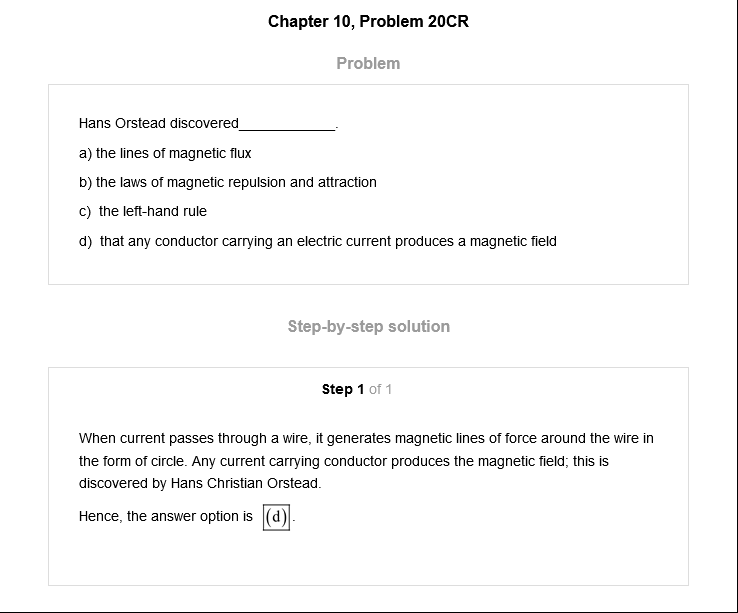 Chapter 10, Problem 20CR
Problem
Hans Orstead discovered____________.
a) the lines of magnetic flux
b) the laws of magnetic repulsion and attraction
c) the left-hand rule
d) that any conductor carrying an electric current produces a magnetic field
Step-by-step solution
Step 1 of 1
When current passes through a wire, it generates magnetic lines of force around the wire in
the form of circle. Any current carrying conductor produces the magnetic field; this is
discovered by Hans Christian Orstead.
Hence, the answer option is (d).